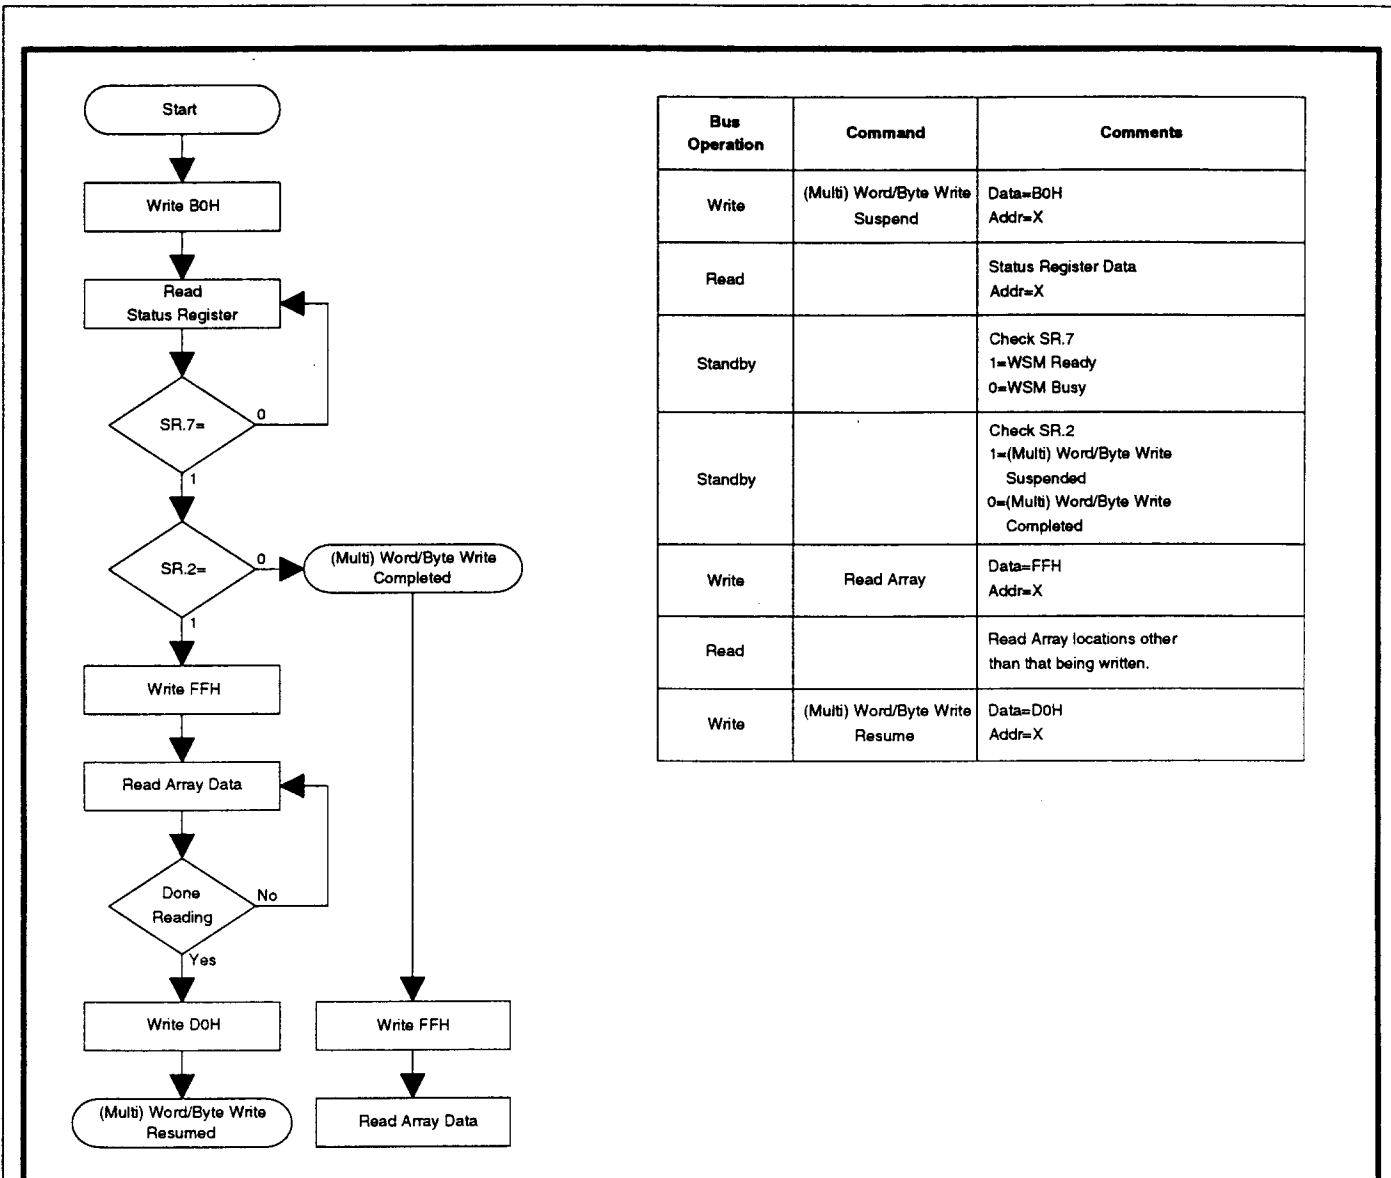 Start
Write B0H
Read
Status Register
SR.7=
0
1
SR.2=
0
(Multi) Word/Byte Write
Completed
1
Write FFH
Read Array Data
Done
Reading
No
Yes
Write D0H
(Multi) Word/Byte Write
Resumed
Write FFH
Read Array Data
Bus
Operation
Command
Comments
Write
(Multi) Word/Byte Write
Suspend
Data=B0H
Addr=X
Read
Status Register Data
Addr=X
Standby
Check SR.7
1=WSM Ready
0=WSM Busy
Standby
Check SR.2
1=(Multi) Word/Byte Write
Suspended
0=(Multi) Word/Byte Write
Completed
Write
Read Array
Data=FFH
Addr=X
Read
Read Array locations other
than that being written.
Write
(Multi) Word/Byte Write
Resume
Data=D0H
Addr=X